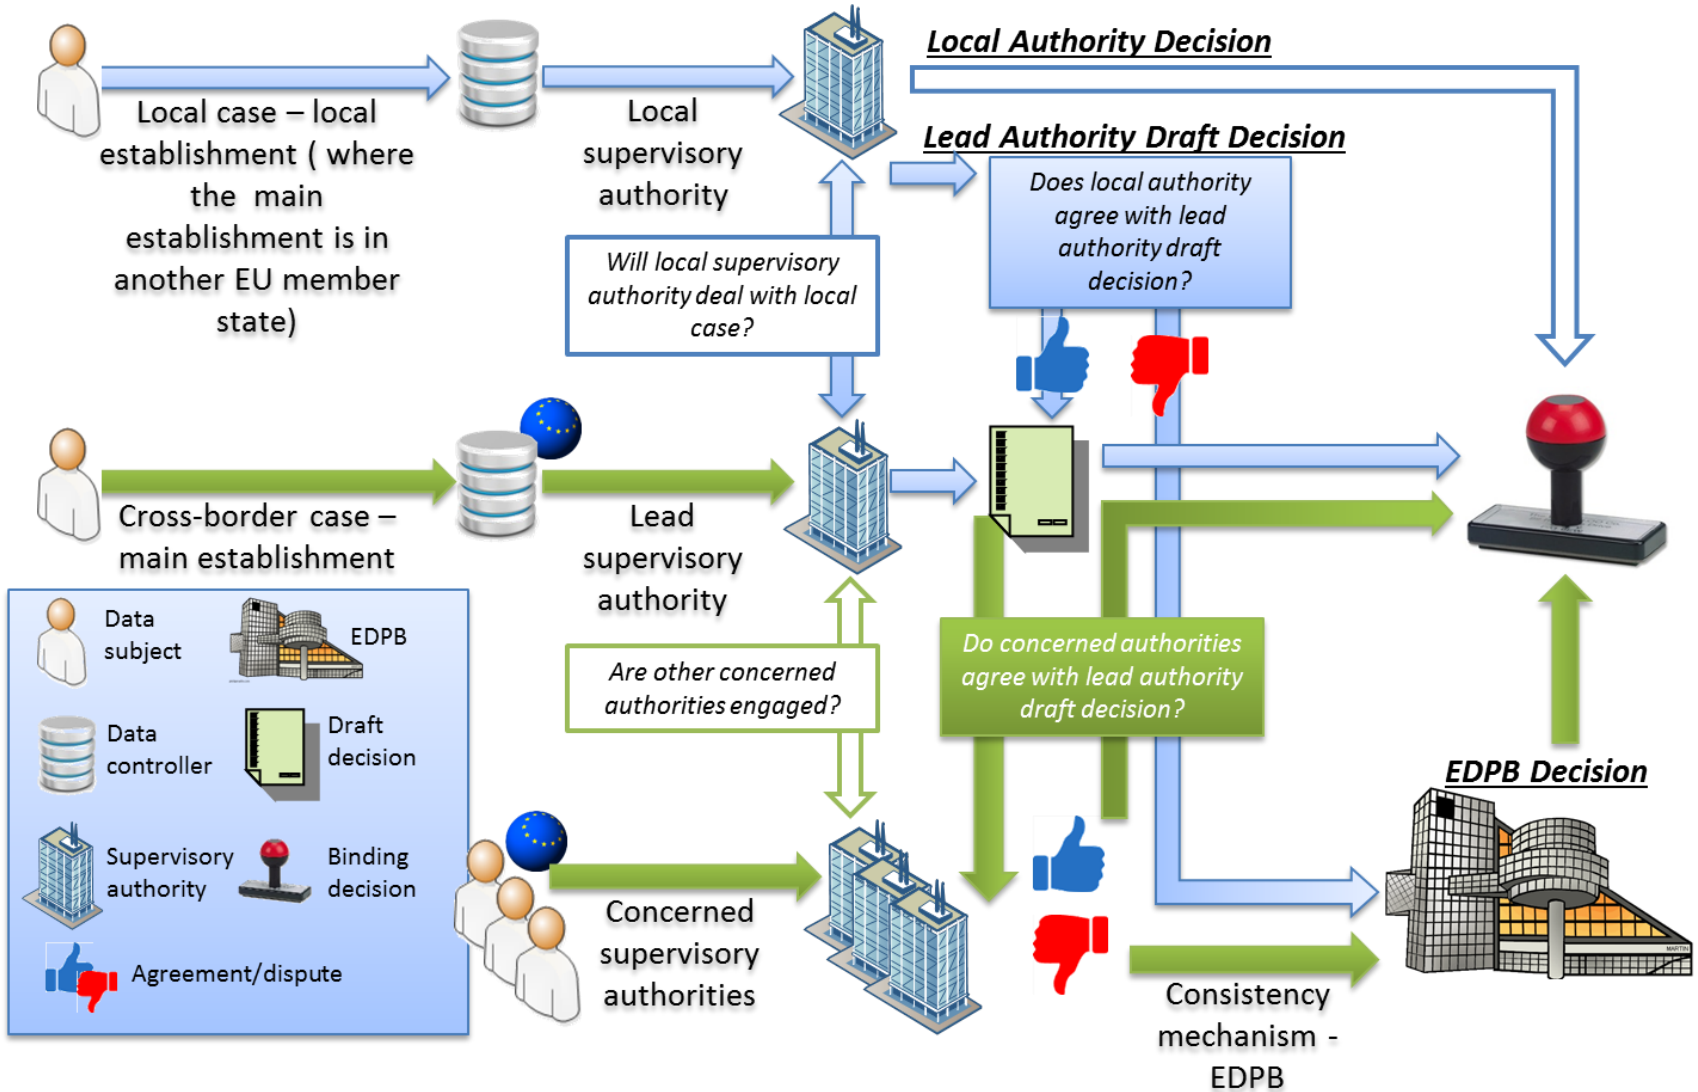 Local Authority Decision
Local case – local
establishment ( where
the main
establishment is in
another EU member
state)
Local
supervisory
authority
Lead Authority Draft Decision
Does local authority
agree with lead
authority draft
decision?
Will local supervisory
authority deal with local
case?
Cross-border case –
main establishment
Lead
supervisory
authority
Data
subject
EDPB
Data
controller
Draft
decision
Supervisory
authority
Binding
decision
Agreement/dispute
Are other concerned
authorities engaged?
Do concerned authorities
agree with lead authority
draft decision?
EDPB Decision
MARTIN
Concerned
supervisory
authorities
Consistency
mechanism -
EDPB